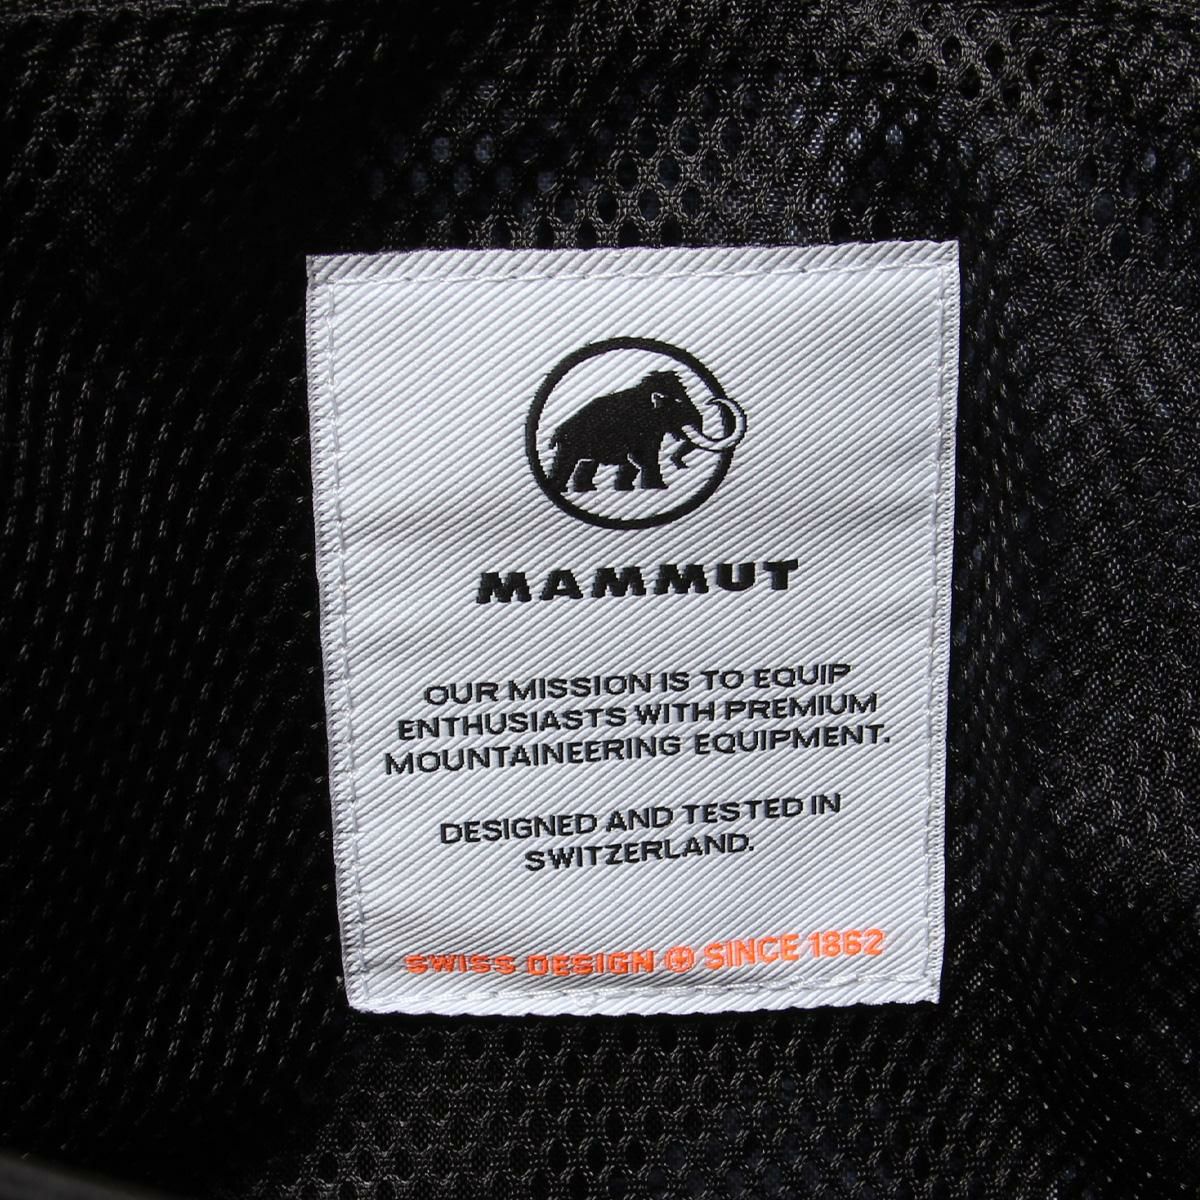 MAMMUT
OUR MISSION IS TO EQUIP
ENTHUSIASTS WITH PREMIUM
MOUNTAINEERING EQUIPMENT.
DESIGNED AND TESTED IN
SWITZERLAND.
SWISS DESIGN SINCE 1862